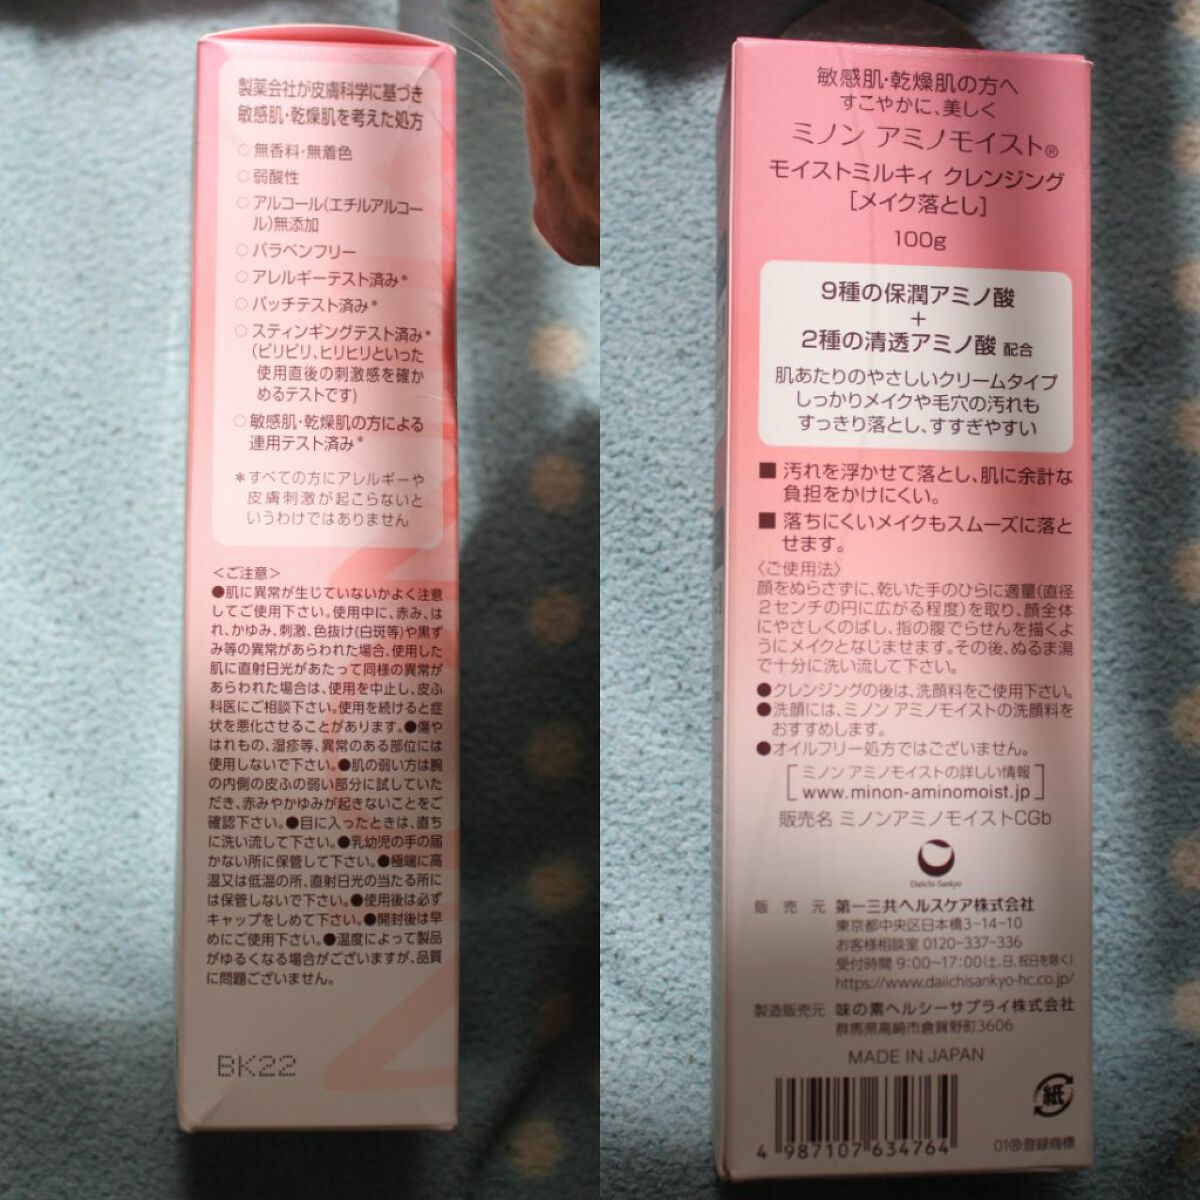 製薬会社が皮膚科学に基づき
敏感肌・乾燥肌を考えた処方
○ 無香料・無着色
○ 弱酸性
○ アルコール(エチルアルコー
ル)無添加
○ パラベンフリー
○ アレルギーテスト済み*
○ パッチテスト済み*
○ スティンギングテスト済み*
(ピリピリ、ヒリヒリといった
使用直後の刺激感を確か
めるテストです)
○ 敏感肌・乾燥肌の方による
連用テスト済み*
*すべての方にアレルギーや
皮膚刺激が起こらないと
いうわけではありません
<ご注意>
●肌に異常が生じていないかよく注意
してご使用下さい。使用中に、赤み、は
れ、かゆみ、刺激、色抜け(白斑等)や黒ず
み等の異常があらわれた場合、使用した
肌に直射日光があたって同様の異常が
あらわれた場合は、使用を中止し、皮ふ
科医にご相談下さい。使用を続けると症
状を悪化させることがあります。●傷や
はれもの、湿疹等、異常のある部位には
使用しないで下さい。●肌の弱い方は腕
の内側の皮ふの弱い部分に試していた
だき、赤みやかゆみが起きないことをご
確認下さい。●目に入ったときは、直ち
に洗い流して下さい。●乳幼児の手の届
かない所に保管して下さい。●極端に高
温又は低温の所、直射日光の当たる所に
は保管しないで下さい。●使用後は必ず
キャップをしめて下さい。●開封後は早
めにご使用下さい。●温度によって製品
がゆるくなる場合がございますが、品質
に問題ございません。
BK22
敏感肌・乾燥肌の方へ
すこやかに、美しく
ミノン アミノモイスト®
モイストミルキィ クレンジング
[メイク落とし]
100g
9種の保潤アミノ酸
+
2種の清透アミノ酸 配合
肌あたりのやさしいクリームタイプ
しっかりメイクや毛穴の汚れも
すっきり落とし、すすぎやすい
■ 汚れを浮かせて落とし、肌に余計な
負担をかけにくい。
■ 落ちにくいメイクもスムーズに落と
せます。
〈ご使用法〉
顔をぬらさずに、乾いた手のひらに適量(直径
2センチの円に広がる程度)を取り、顔全体
にやさしくのばし、指の腹でらせんを描くよ
うにメイクとなじませます。その後、ぬるま湯
で十分に洗い流して下さい。
●クレンジングの後は、洗顔料をご使用下さい。
●洗顔には、ミノン アミノモイストの洗顔料を
おすすめします。
●オイルフリー処方ではございません。
[ミノン アミノモイストの詳しい情報
www.minon-aminomoist.jp]
販売名 ミノンアミノモイストCGb
Daiichi-Sankyo
販売元 第一三共ヘルスケア株式会社
東京都中央区日本橋3-14-10
お客様相談室 0120-337-336
受付時間 9:00~17:00(土、日、祝日を除く)
https://www.daiichisankyo-hc.co.jp/
製造販売元 味の素ヘルシーサプライ株式会社
群馬県高崎市倉賀野町3606
MADE IN JAPAN
紙
4 987107 634764
01®登録商標